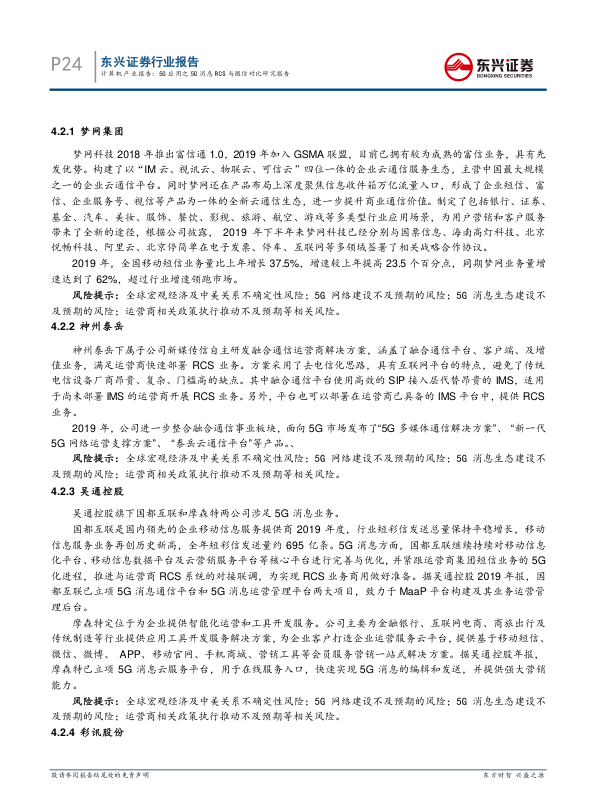 P24
东兴证券行业报告
计算机产业报告：5G 应用之 5G 消息 RCS 与微信对比研究报告
东兴证券
DONGXING SECURITIES
4.2.1 梦网集团
梦网科技 2018 年推出富信通 1.0，2019 年加入 GSMA 联盟，目前已拥有较为成熟的富信业务，具有先
发优势。构建了以“IM 云、视讯云、物联云、可信云”四位一体的企业云通信服务生态，主营中国最大规模
之一的企业云通信平台。同时梦网还在产品布局上深度聚焦信息收件箱万亿流量入口，形成了企业短信、富
信、企业服务号、视信等产品为一体的全新云通信生态，进一步提升商业通信价值。制定了包括银行、证券、
基金、汽车、美妆、服饰、餐饮、影视、旅游、航空、游戏等多类型行业应用场景，为用户营销和客户服务
带来了全新的途径，根据公司披露， 2019 年下半年来梦网科技已经分别与国票信息、海南高灯科技、北京
悦畅科技、阿里云、北京停简单在电子发票、停车、互联网等多领域签署了相关战略合作协议。
2019 年，全国移动短信业务量比上年增长 37.5%，增速较上年提高 23.5 个百分点，同期梦网业务量增
速达到了 62%，超过行业增速领跑市场。
风险提示：全球宏观经济及中美关系不确定性风险；5G 网络建设不及预期的风险；5G 消息生态建设不
及预期的风险；运营商相关政策执行推动不及预期等相关风险。
4.2.2 神州泰岳
神州泰岳下属子公司新媒传信自主研发融合通信运营商解决方案，涵盖了融合通信平台、客户端、及增
值业务，满足运营商快速部署 RCS 业务。方案采用了去电信化思路，具有互联网平台的特点，避免了传统
电信设备厂商昂贵、复杂、门槛高的缺点。其中融合通信平台使用高效的 SIP 接入层代替昂贵的 IMS，适用
于尚未部署 IMS 的运营商开展 RCS 业务。另外，平台也可以部署在运营商已具备的 IMS 平台中，提供 RCS
业务。
2019 年，公司进一步整合融合通信事业板块，面向 5G 市场发布了“5G 多媒体通信解决方案”、“新一代
5G 网络运营支撑方案”、“泰岳云通信平台”等产品。、
风险提示：全球宏观经济及中美关系不确定性风险；5G 网络建设不及预期的风险；5G 消息生态建设不
及预期的风险；运营商相关政策执行推动不及预期等相关风险。
4.2.3 吴通控股
吴通控股旗下国都互联和摩森特两公司涉足 5G 消息业务。
国都互联是国内领先的企业移动信息服务提供商 2019 年度，行业短彩信发送总量保持平稳增长，移动
信息服务业务再创历史新高，全年短彩信发送量约 695 亿条。5G 消息方面，国都互联继续持续对移动信息
化平台、移动信息数据平台及云营销服务平台等核心平台进行完善与优化，并紧跟运营商集团短信业务的 5G
化进程，推进与运营商 RCS 系统的对接联调，为实现 RCS 业务商用做好准备。据吴通控股 2019 年报，国
都互联已立项 5G 消息通信平台和 5G 消息运营管理平台两大项目，致力于 MaaP 平台构建及其业务运营管
理后台。
摩森特定位于为企业提供智能化运营和工具开发服务。公司主要为金融银行、互联网电商、商旅出行及
传统制造等行业提供应用工具开发服务解决方案，为企业客户打造企业运营服务云平台，提供基于移动短信、
微信、微博、 APP、移动官网、手机商城、营销工具等会员服务营销一站式解决方案。据吴通控股年报，
摩森特已立项 5G 消息云服务平台，用于在线服务入口，快速实现 5G 消息的编辑和发送，并提供强大营销
能力。
风险提示：全球宏观经济及中美关系不确定性风险；5G 网络建设不及预期的风险；5G 消息生态建设不
及预期的风险；运营商相关政策执行推动不及预期等相关风险。
4.2.4 彩讯股份
敬请参阅报告结尾处的免责声明
东方财智 兴盛之源